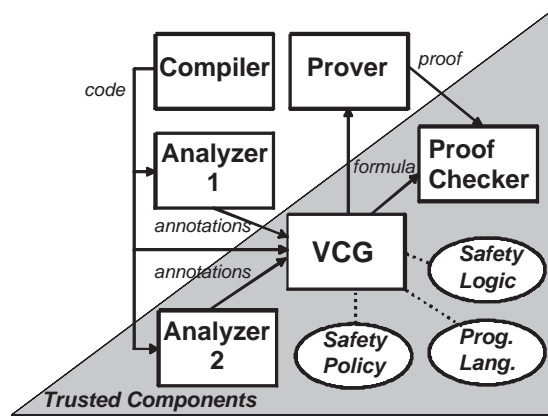 Compiler
Prover
proof
code
Analyzer
1
Proof
Checker
formula
annotations
VCG
Safety
Logic
annotations
Analyzer
2
Safety
Policy
Prog.
Lang.
Trusted Components